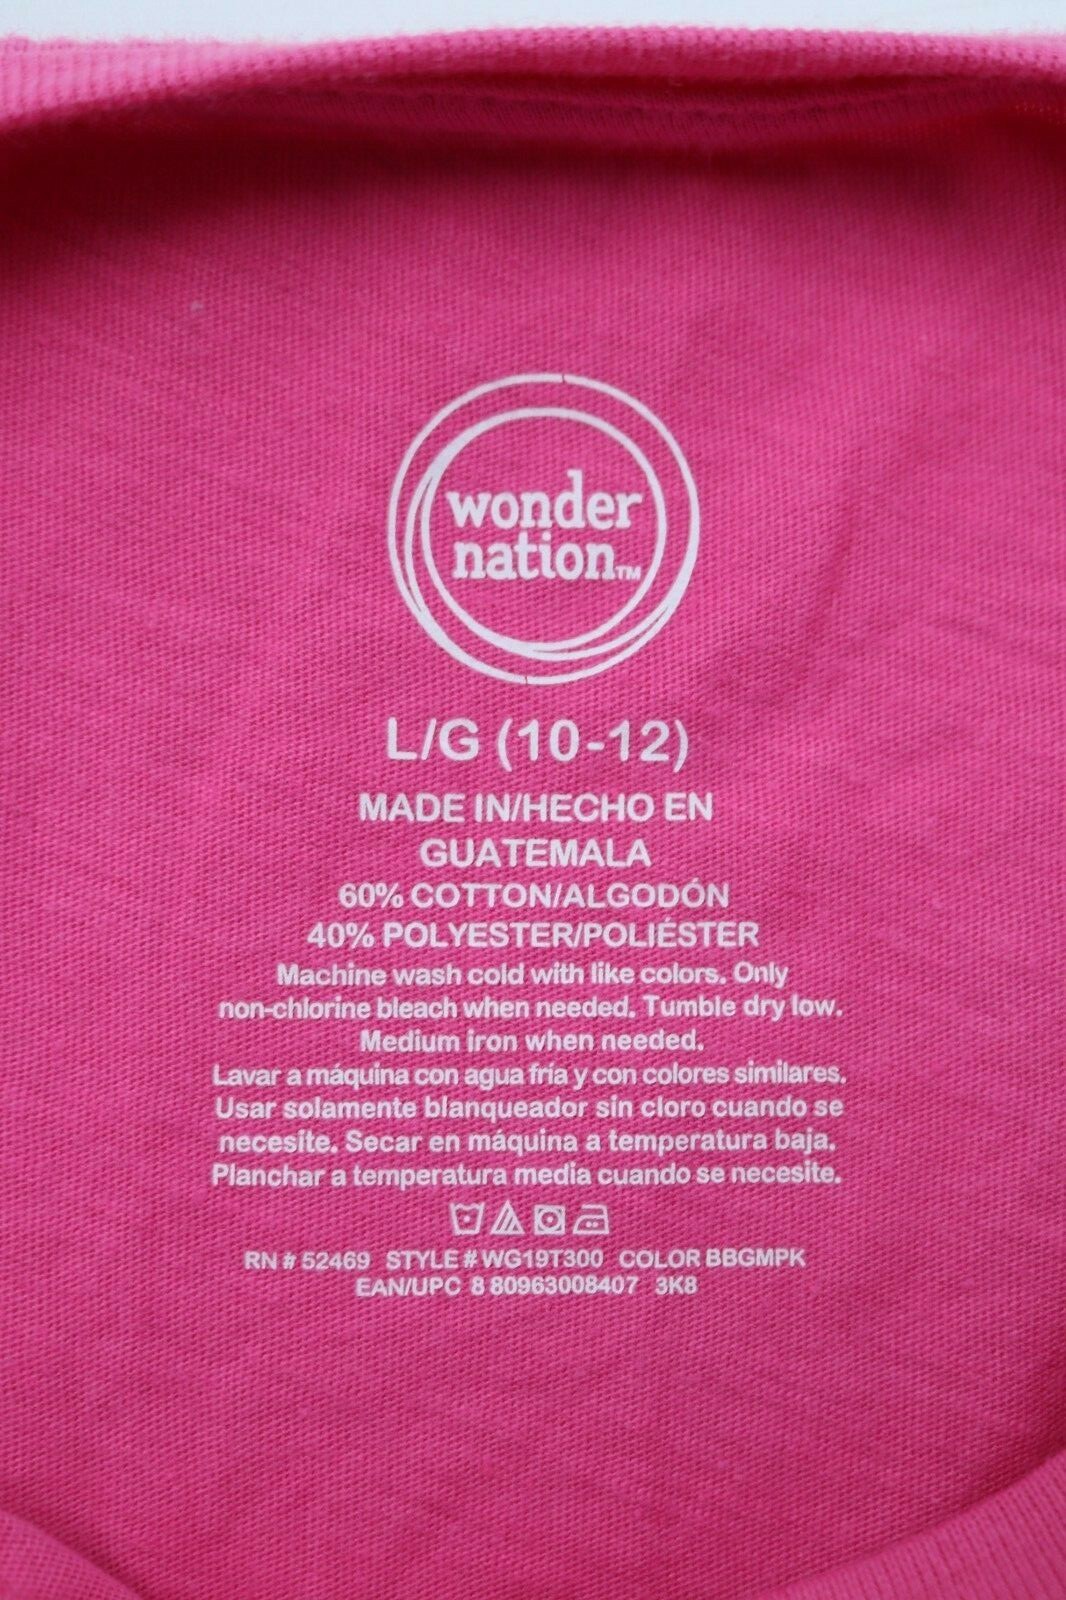 wonder
nation™
L/G (10-12)
MADE IN/HECHO EN
GUATEMALA
60% COTTON/ALGODÓN
40% POLYESTER/POLIÉSTER
Machine wash cold with like colors. Only
non-chlorine bleach when needed. Tumble dry low.
Medium iron when needed.
Lavar a máquina con agua fría y con colores similares.
Usar solamente blanqueador sin cloro cuando se
necesite. Secar en máquina a temperatura baja.
Planchar a temperatura media cuando se necesite.
RN # 52469 STYLE # WG19T300 COLOR BBGMPK
EAN/UPC 8 80963008407 3K8